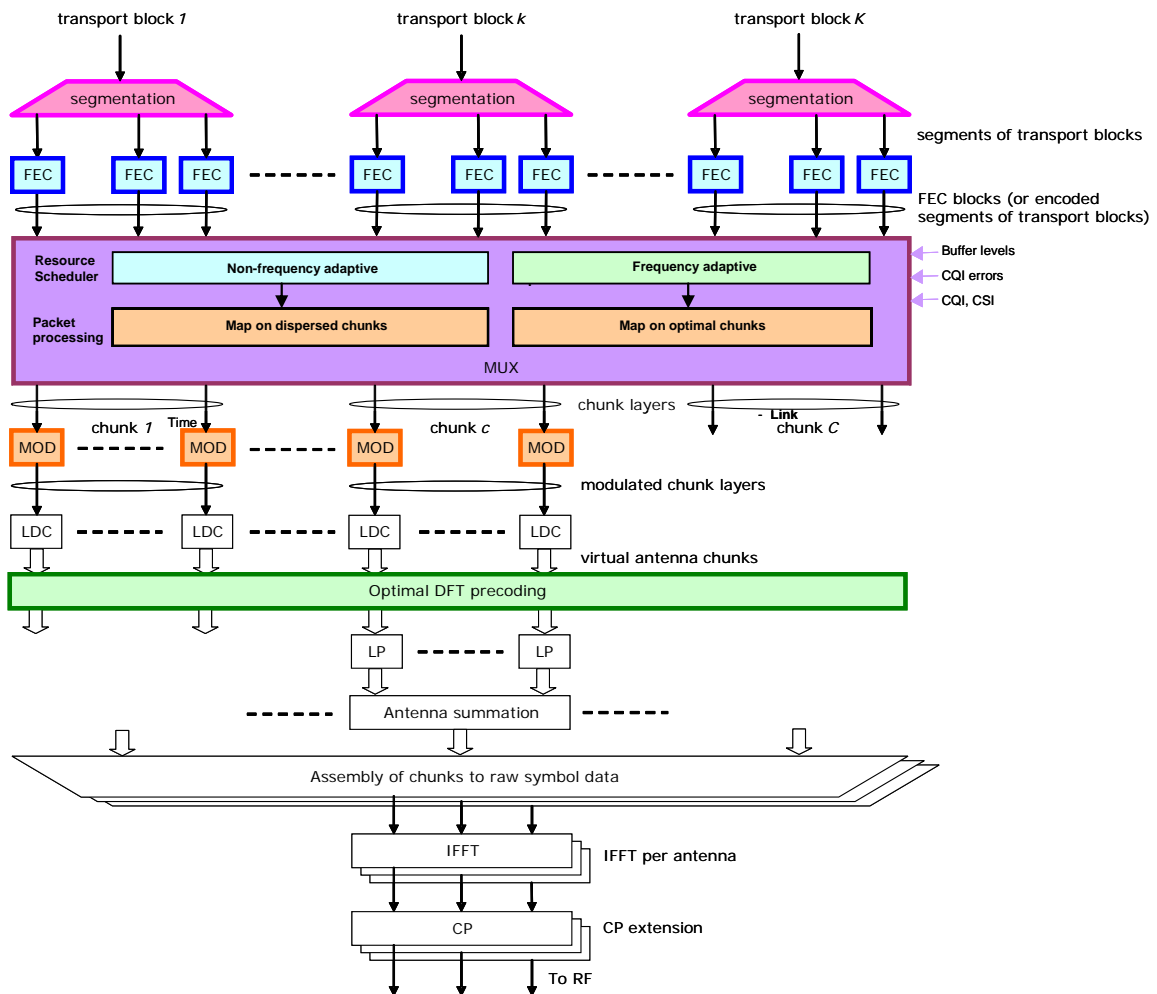 transport block 1
transport block k
transport block K
segmentation
segmentation
segmentation
segments of transport blocks
FEC
FEC
FEC
FEC
FEC
FEC
FEC
FEC
FEC
FEC blocks (or encoded
segments of transport blocks)
Resource
Scheduler
Non-frequency adaptive
Frequency adaptive
Buffer levels
CQI errors
CQI, CSI
Packet
processing
Map on dispersed chunks
Map on optimal chunks
MUX
chunk layers
chunk 1
Time
chunk c
- Link
chunk C
MOD
MOD
MOD
MOD
modulated chunk layers
LDC
LDC
LDC
LDC
virtual antenna chunks
Optimal DFT precoding
LP
LP
Antenna summation
Assembly of chunks to raw symbol data
IFFT
IFFT per antenna
CP
CP extension
To RF